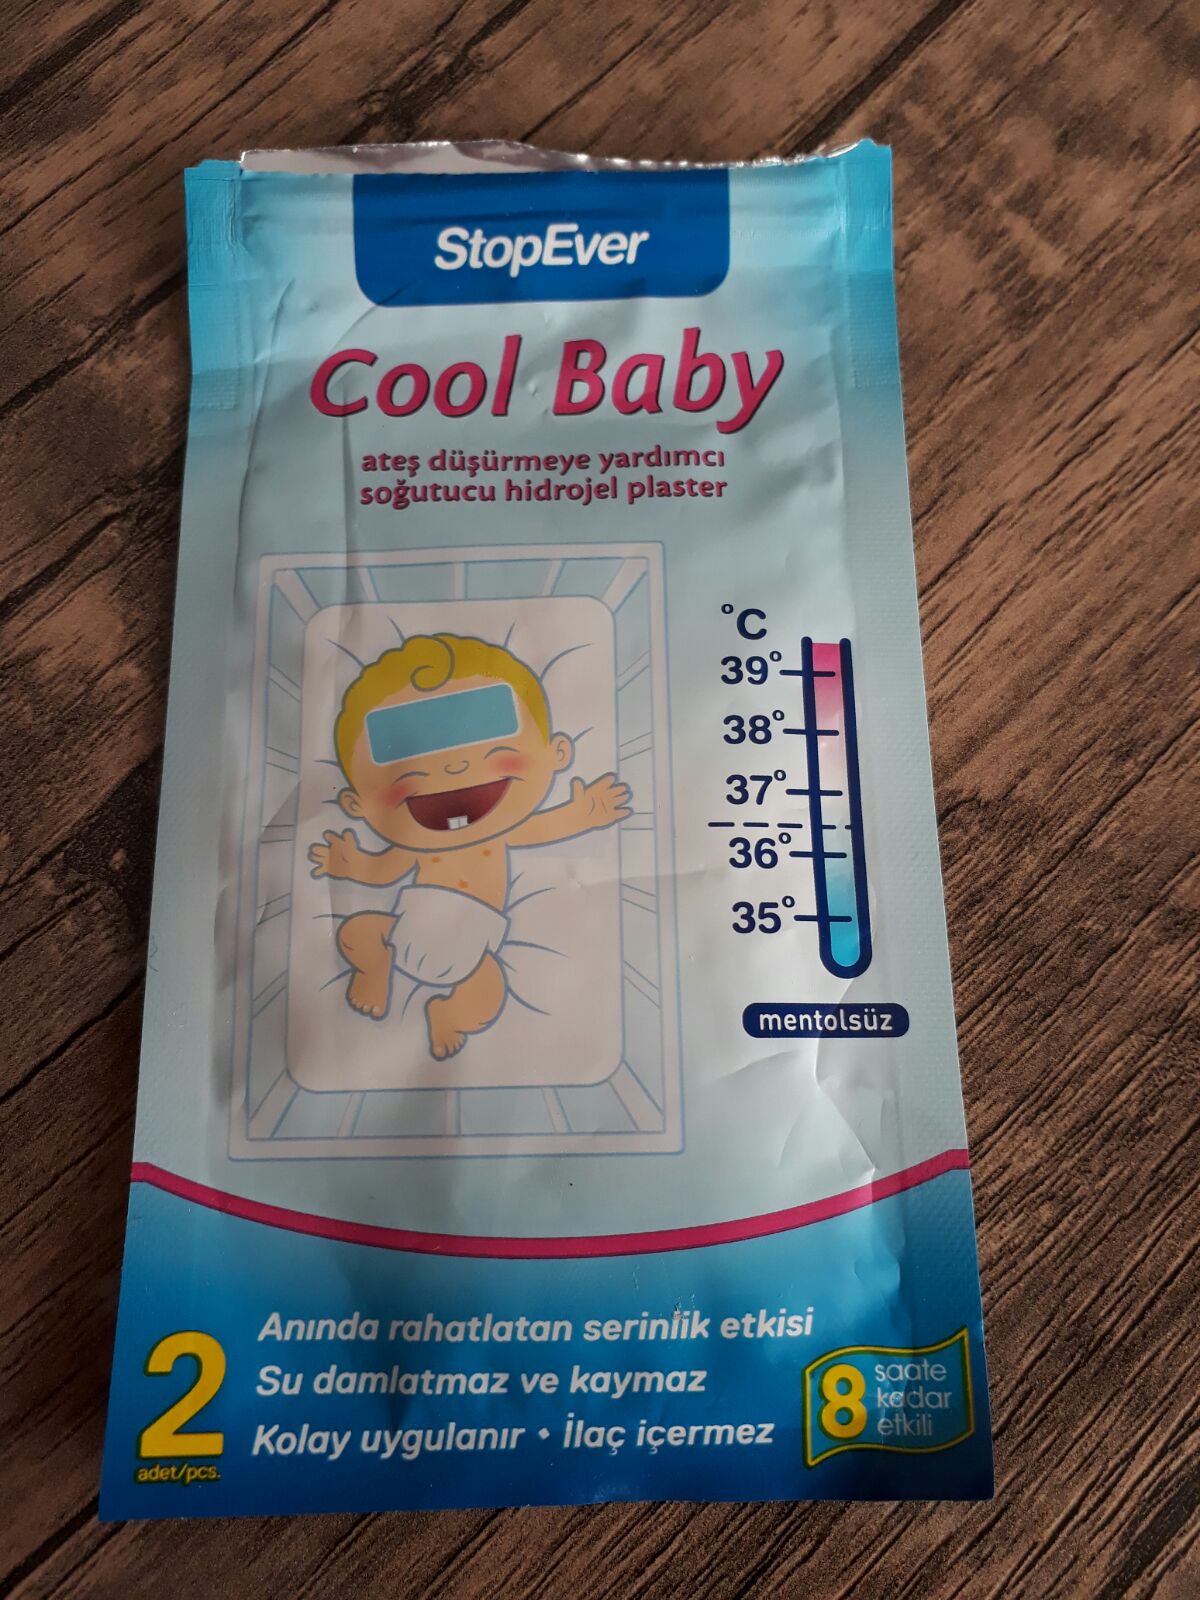 StopEver
Cool Baby
ateş düşürmeye yardımcı
soğutucu hidrojel plaster
°C
39°
38°
37°
36°
35°
mentolsüz
Anında rahatlatan serinlik etkisi
Su damlatmaz ve kaymaz
Kolay uygulanır • İlaç içermez
2
adet/pcs.
8
saate
kadar
etkili